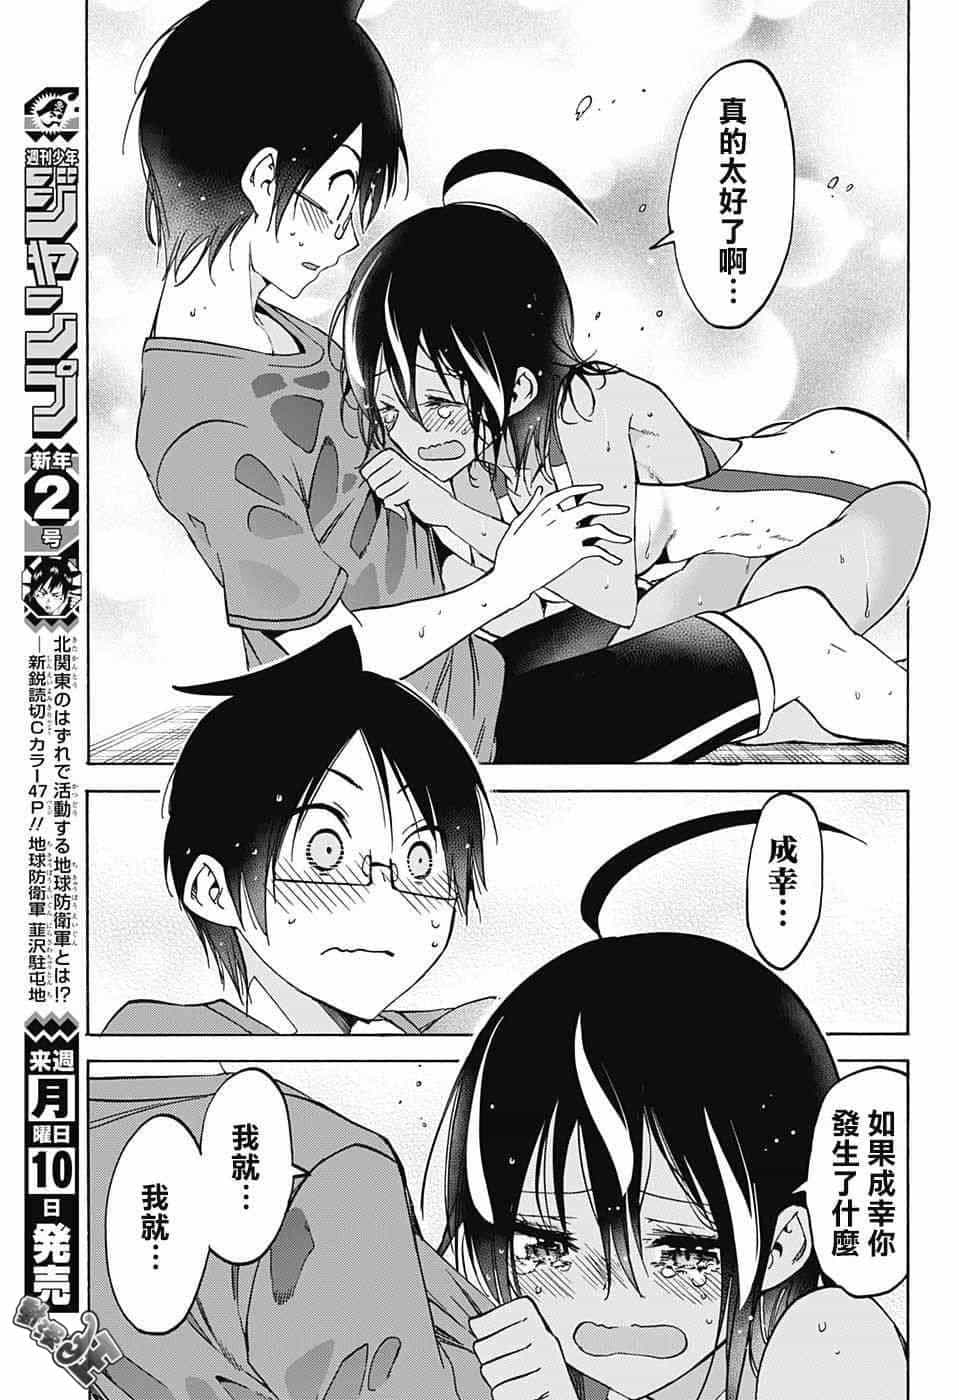 真的太好了啊…
成幸…
如果成幸你
發生了什麼
我就…
我就…
週刊少年
ジャンプ
新年
2
号
北関東のはずれで活動する地球防衛軍とは!?
―新鋭読切Cカラー47P!! 地球防衛軍 韮沢駐屯地
来週
月
曜日
10
日
発売